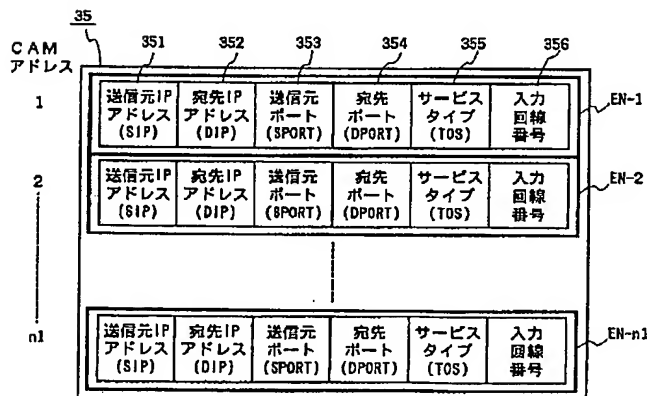 35
CAM
アドレス
351 352 353 354 355 356
1
送信元IP 宛先IP 送信元 宛先 サービス 入力
アドレス アドレス ポート ポート タイプ 回線
(SIP) (DIP) (SPORT) (DPORT) (TOS) 番号
EN-1
2
送信元IP 宛先IP 送信元 宛先 サービス 入力
アドレス アドレス ポート ポート タイプ 回線
(SIP) (DIP) (SPORT) (DPORT) (TOS) 番号
EN-2
n1
送信元IP 宛先IP 送信元 宛先 サービス 入力
アドレス アドレス ポート ポート タイプ 回線
(SIP) (DIP) (SPORT) (DPORT) (TOS) 番号
EN-n1